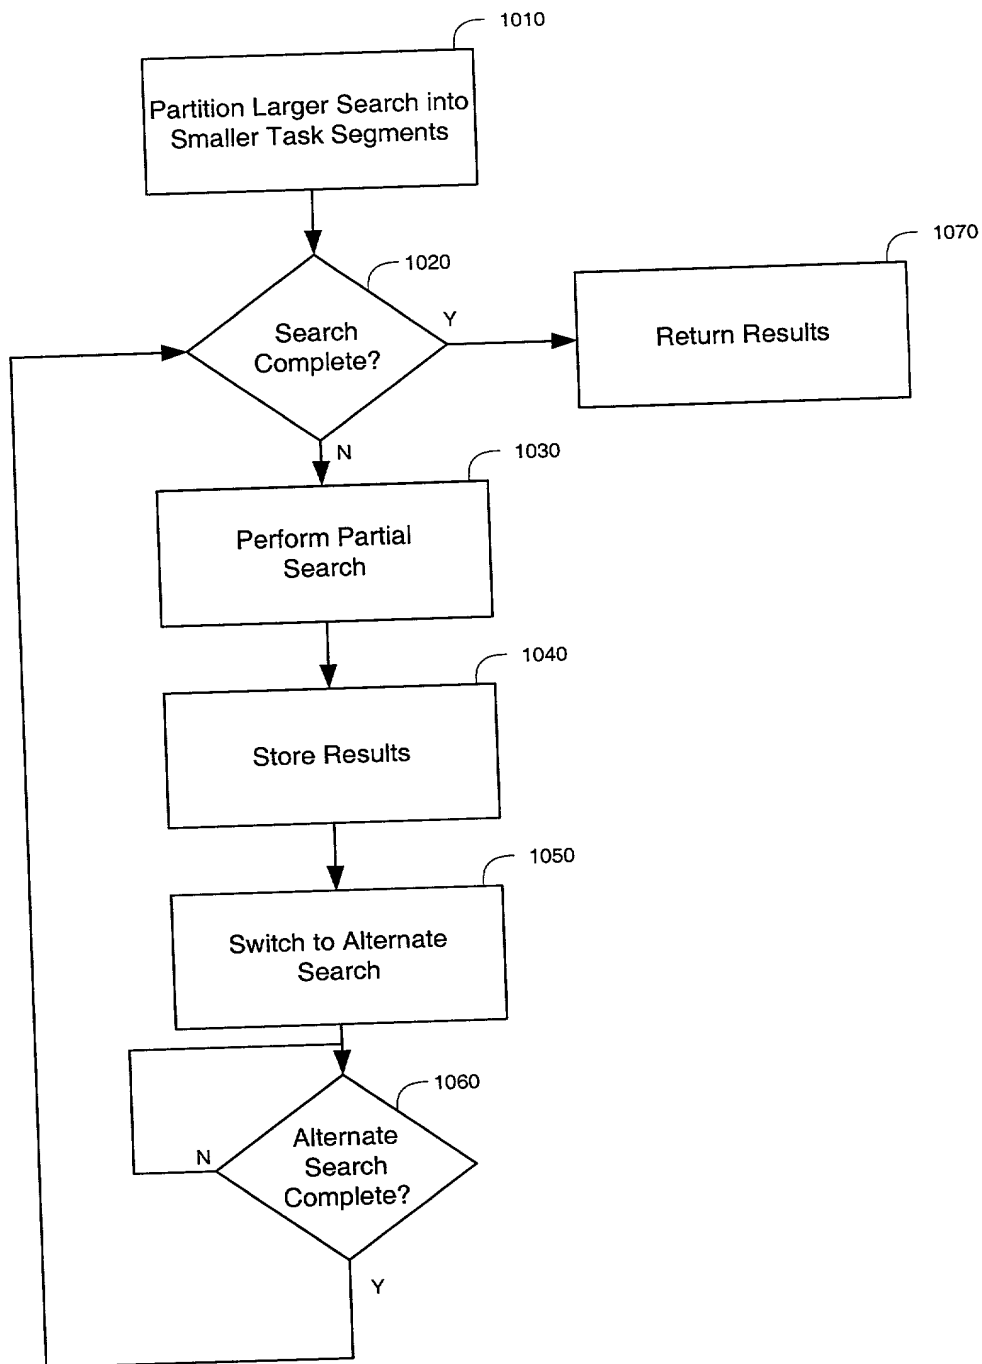 1010
Partition Larger Search into
Smaller Task Segments
1020
Search
Complete?
Y
1070
Return Results
N
1030
Perform Partial
Search
1040
Store Results
1050
Switch to Alternate
Search
1060
Alternate
Search
Complete?
N
Y